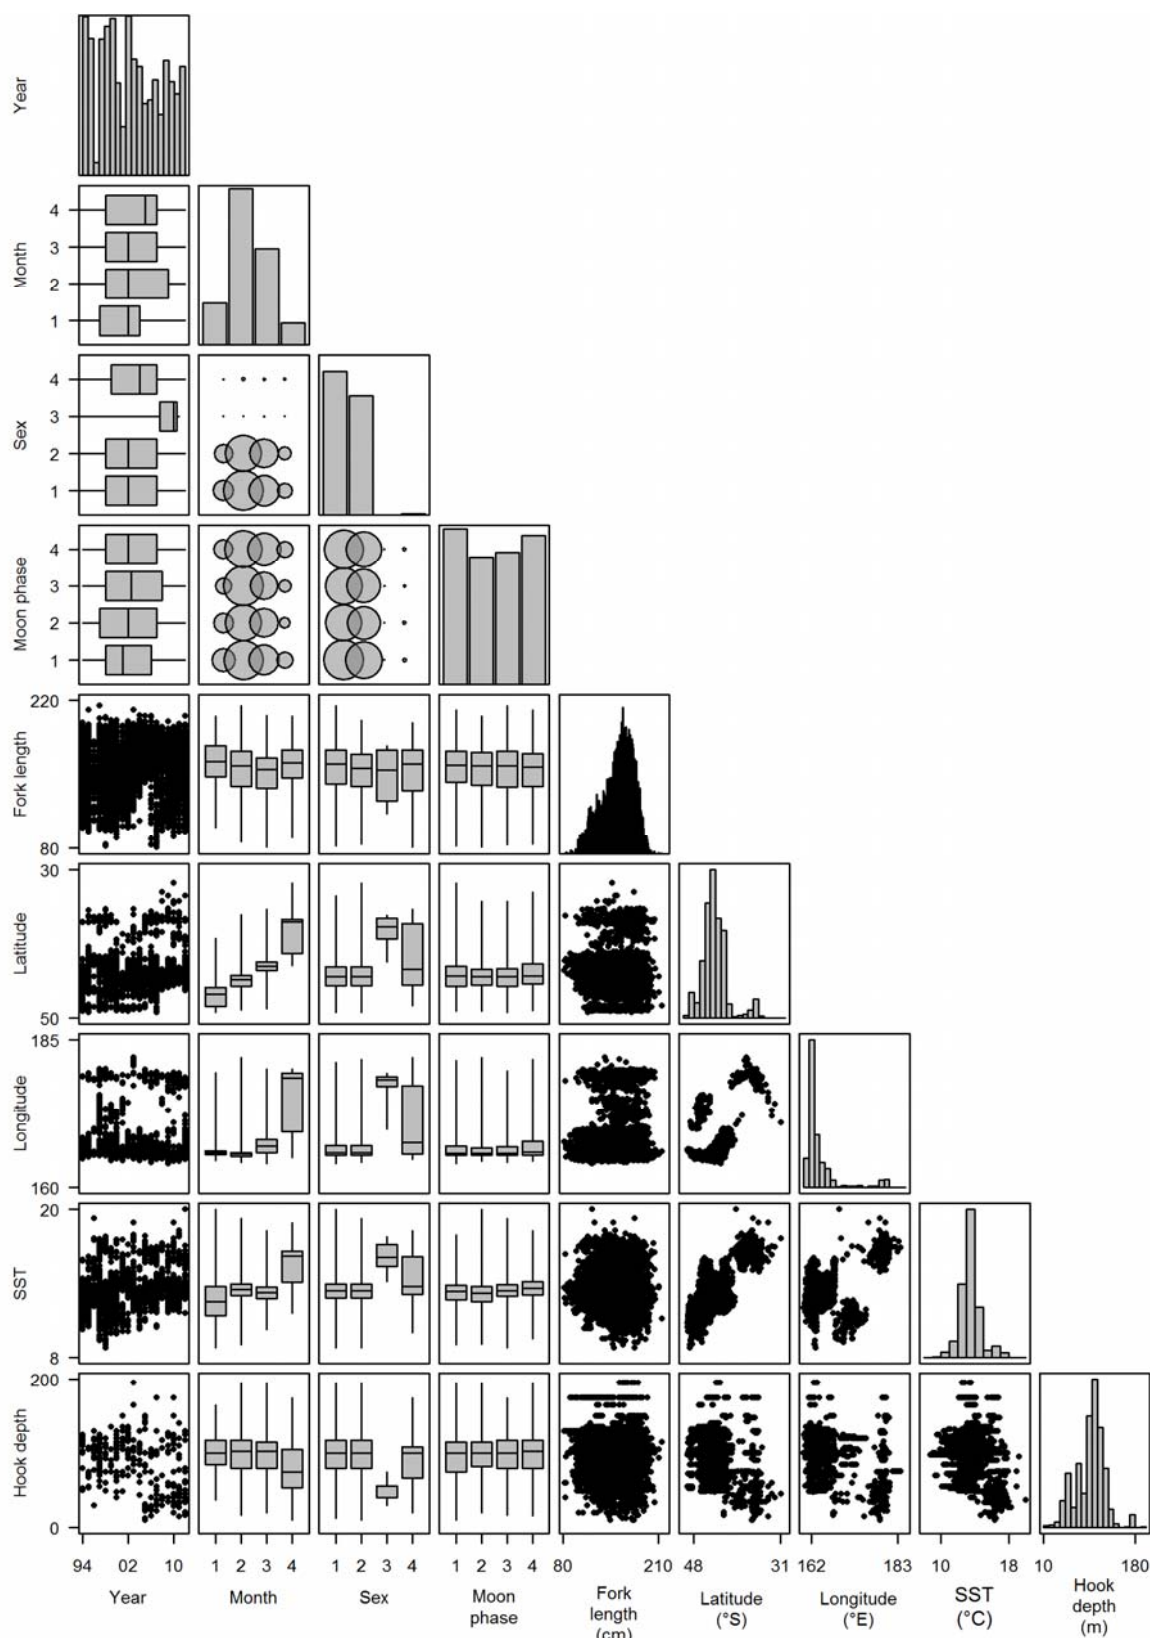 Year
4
3
2
1
Month
4
3
2
1
Sex
4
3
2
1
Moon phase
220
80
Fork length
30
50
Latitude
185
160
Longitude
20
8
SST
200
0
Hook depth
94 02 10 1 2 3 4 1 2 3 4 1 2 3 4 80 210 48 31 162 183 10 18 10 180
Year Month Sex Moon phase Fork length (cm) Latitude (°S) Longitude (°E) SST (°C) Hook depth (m)